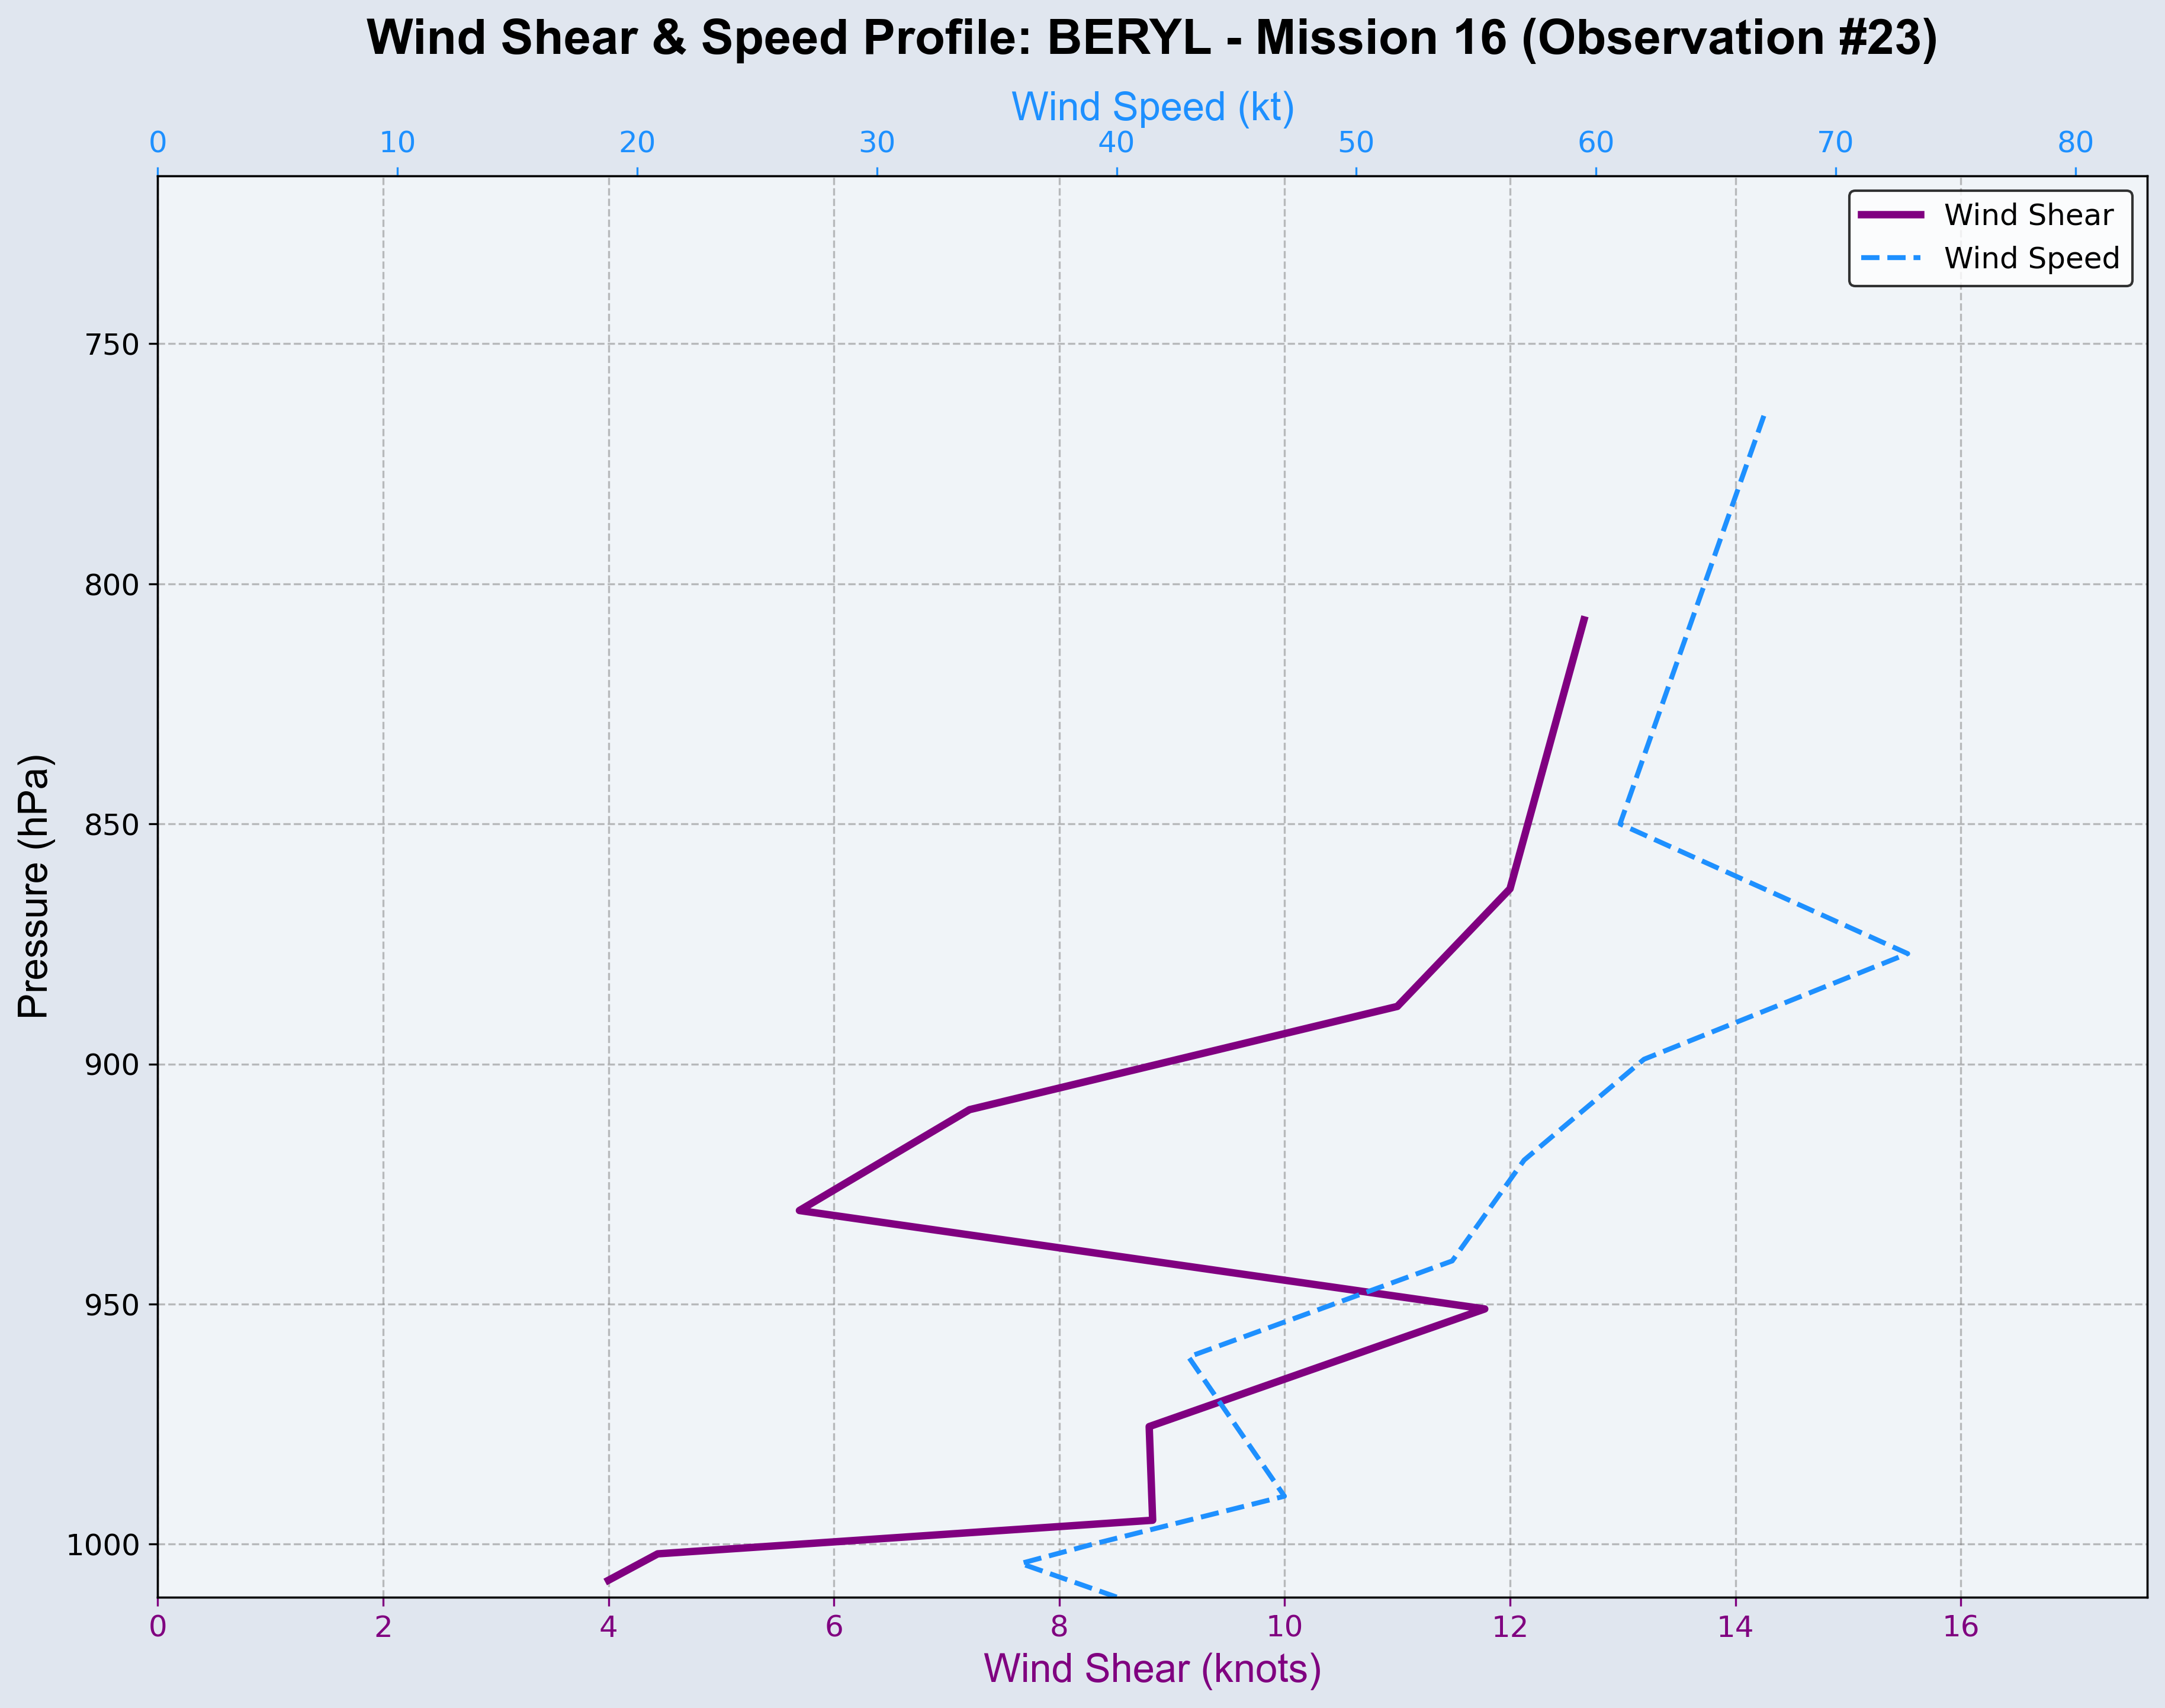 Wind Shear & Speed Profile: BERYL - Mission 16 (Observation #23)
Wind Speed (kt)
0 10 20 30 40 50 60 70 80
Wind Shear
Wind Speed
Pressure (hPa)
750
800
850
900
950
1000
0 2 4 6 8 10 12 14 16
Wind Shear (knots)